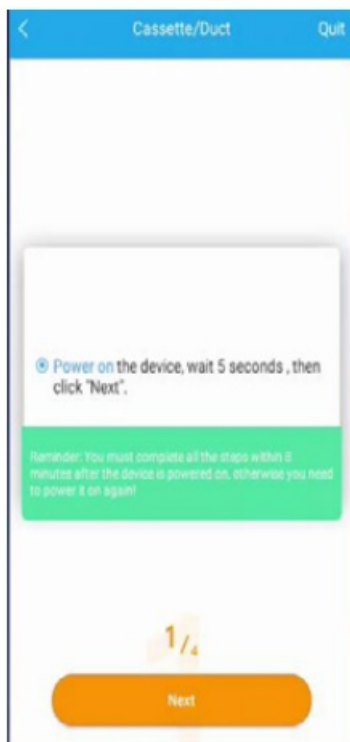 Cassette/Duct Quit
Power on the device, wait 5 seconds , then
click "Next".
Reminder: You must complete all the steps within 8
minutes after the device is powered on, otherwise you need
to power it on again!
1/4
Next